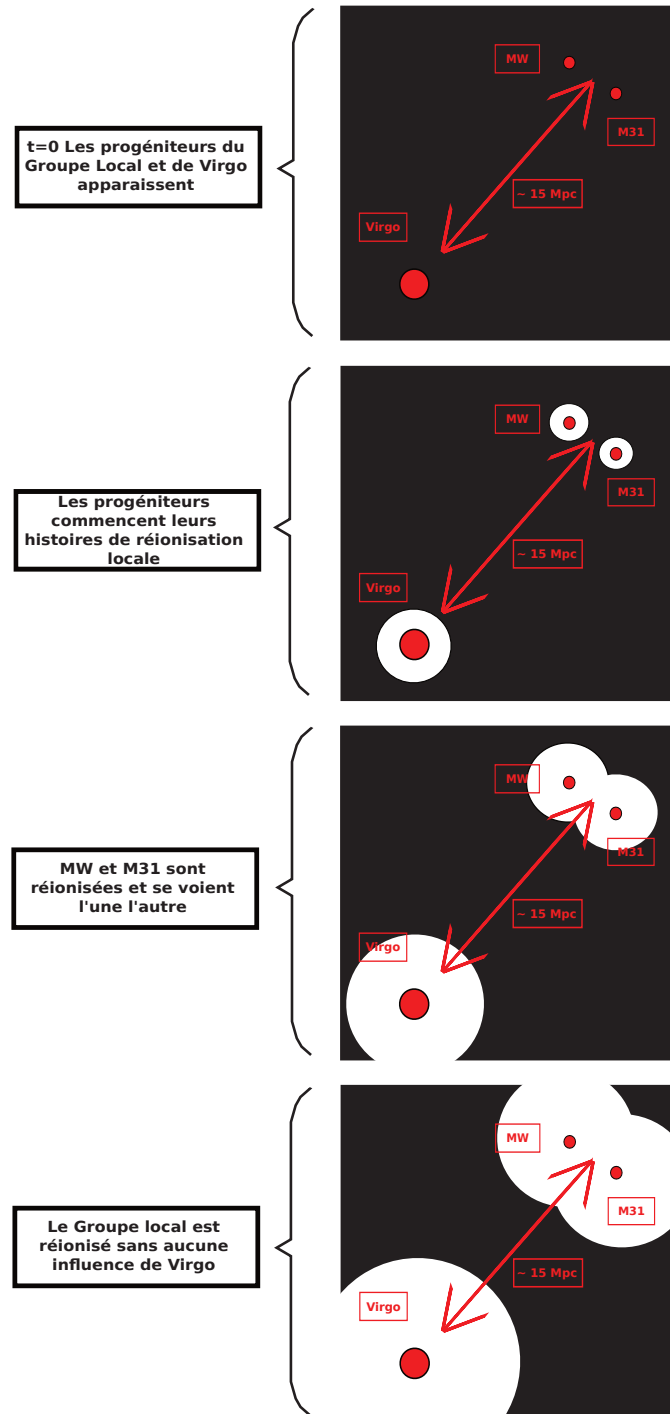 t=0 Les progéniteurs du
Groupe Local et de Virgo
apparaissent
MW
M31
~ 15 Mpc
Virgo
Les progéniteurs
commencent leurs
histoires de réionisation
locale
MW
M31
~ 15 Mpc
Virgo
MW et M31 sont
réionisées et se voient
l'une l'autre
MW
M31
~ 15 Mpc
Virgo
Le Groupe local est
réionisé sans aucune
influence de Virgo
MW
M31
~ 15 Mpc
Virgo